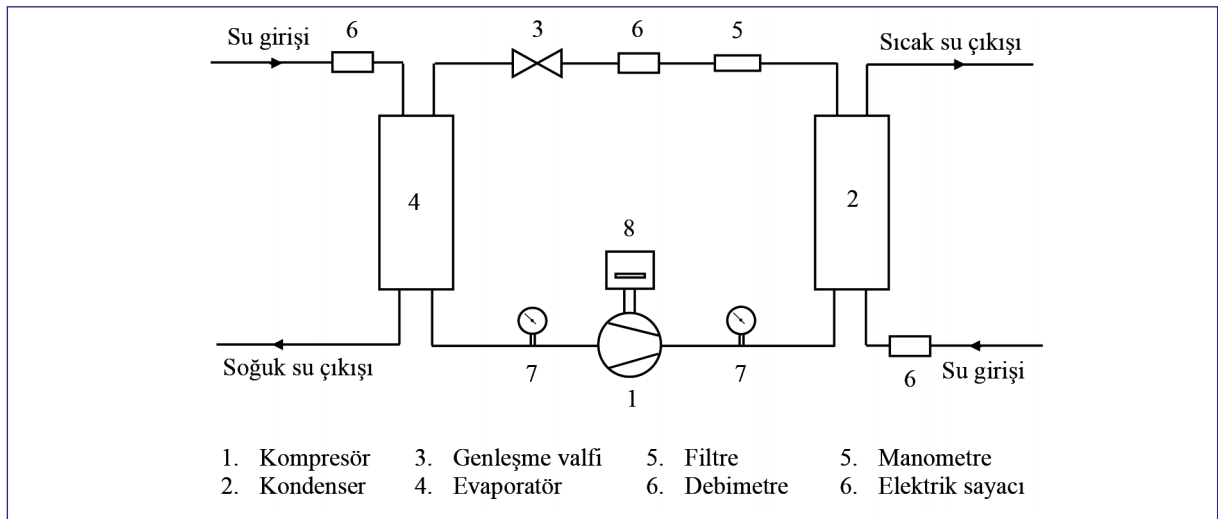 6
3
6
5
Su girişi
Sıcak su çıkışı
4
2
8
Soğuk su çıkışı
7
7
6
Su girişi
1
1. Kompresör 3. Genleşme valfi 5. Filtre 5. Manometre
2. Kondenser 4. Evaporatör 6. Debimetre 6. Elektrik sayacı